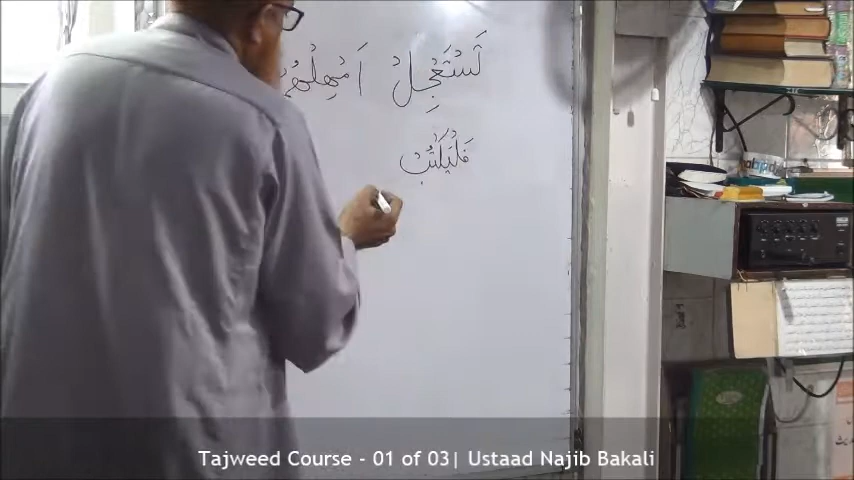 تَسْتَعْجِلْ اَمْهِلْهُمْ
فَلْيَكْتُبْ
Tajweed Course - 01 of 03| Ustaad Najib Bakali